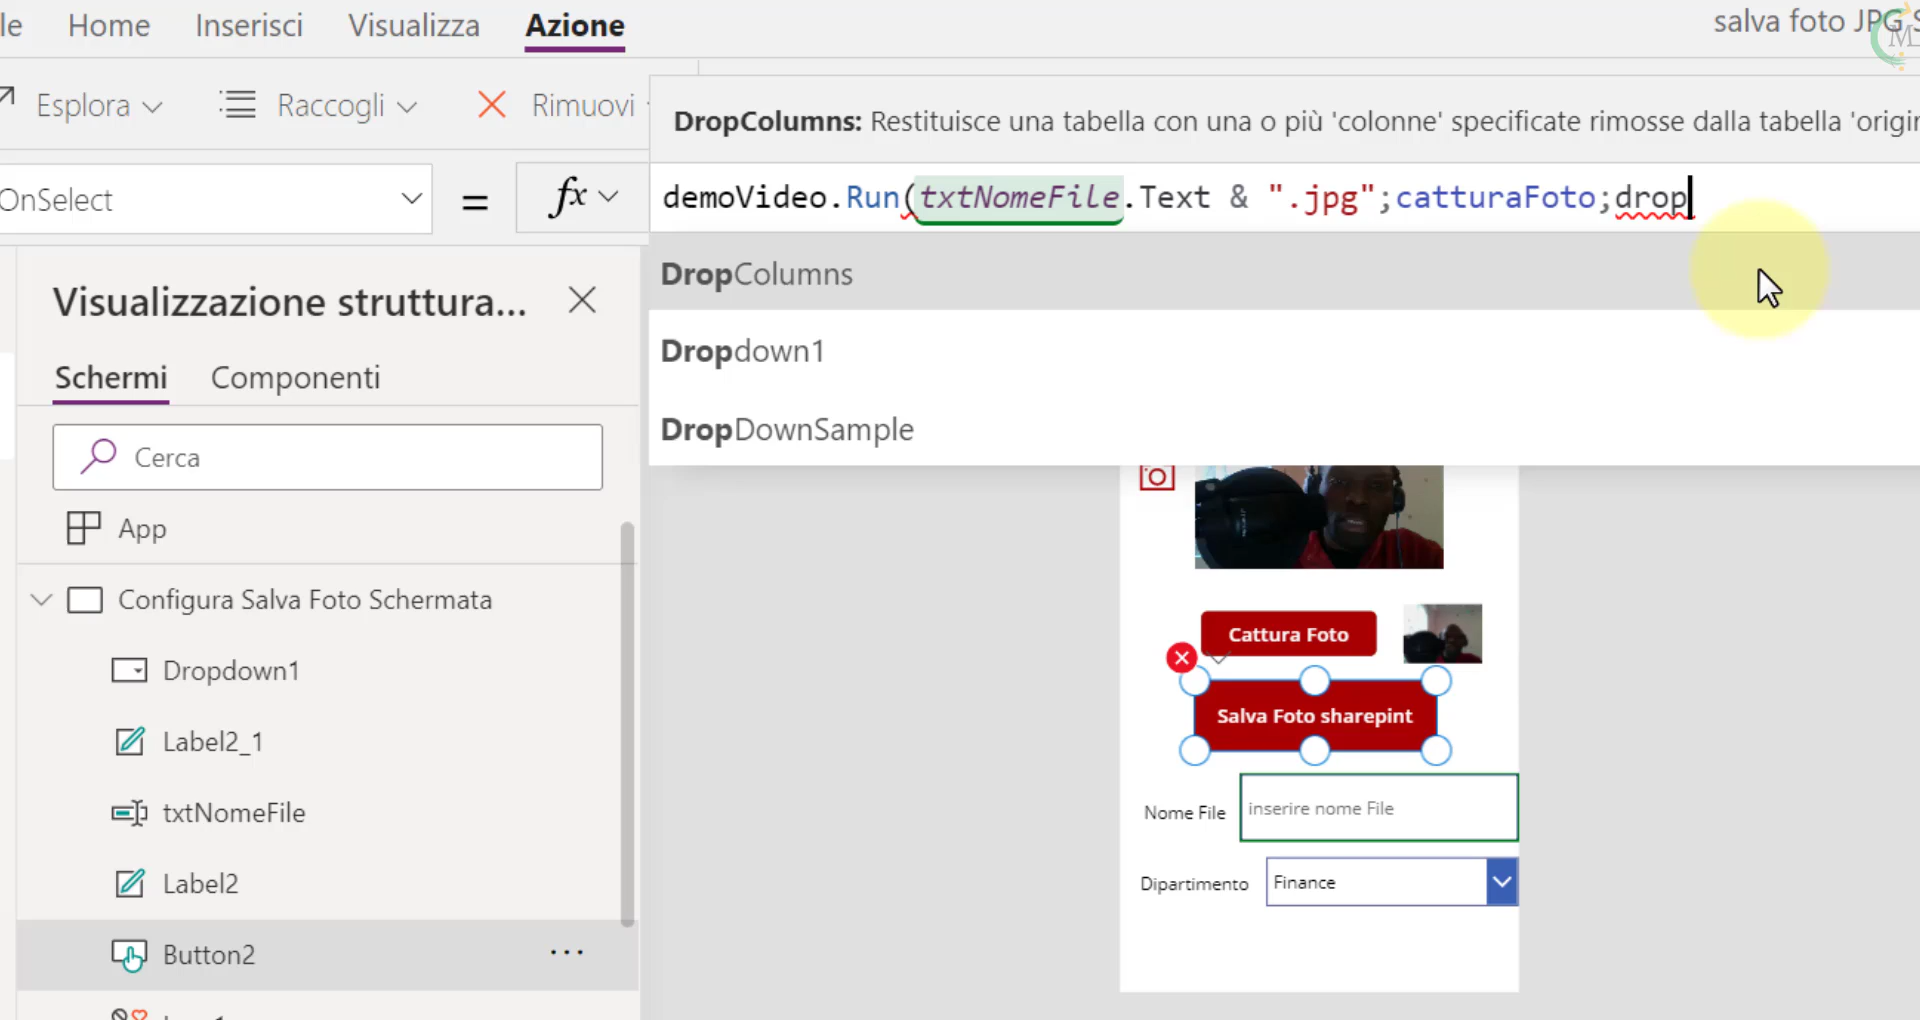 le Home Inserisci Visualizza Azione
salva foto JPG S
Esplora Raccogli Rimuovi
DropColumns: Restituisce una tabella con una o più 'colonne' specificate rimosse dalla tabella 'origin
OnSelect = fx demoVideo.Run(txtNomeFile.Text & ".jpg";catturaFoto;drop
DropColumns
Dropdown1
DropDownSample
Visualizzazione struttura...
Schermi Componenti
Cerca
App
Configura Salva Foto Schermata
Dropdown1
Label2_1
txtNomeFile
Label2
Button2 ...
Cattura Foto
Salva Foto sharepint
Nome File inserire nome File
Dipartimento Finance